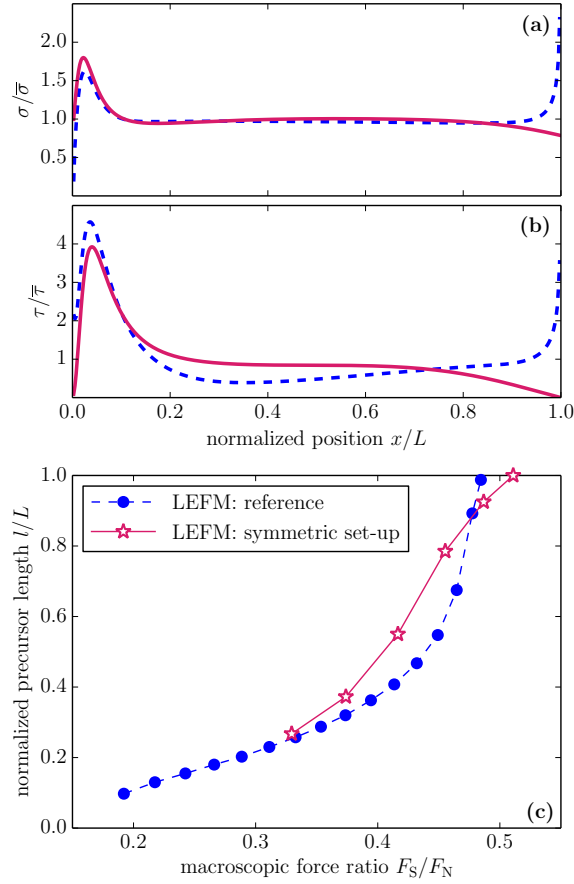 (a)
2.0
1.5
1.0
0.5
σ/σ̅
(b)
4
3
2
1
τ/τ̅
0.0 0.2 0.4 0.6 0.8 1.0
normalized position x/L
1.0
0.8
0.6
0.4
0.2
0.0
normalized precursor length l/L
LEFM: reference
LEFM: symmetric set-up
(c)
0.2 0.3 0.4 0.5
macroscopic force ratio F_S/F_N